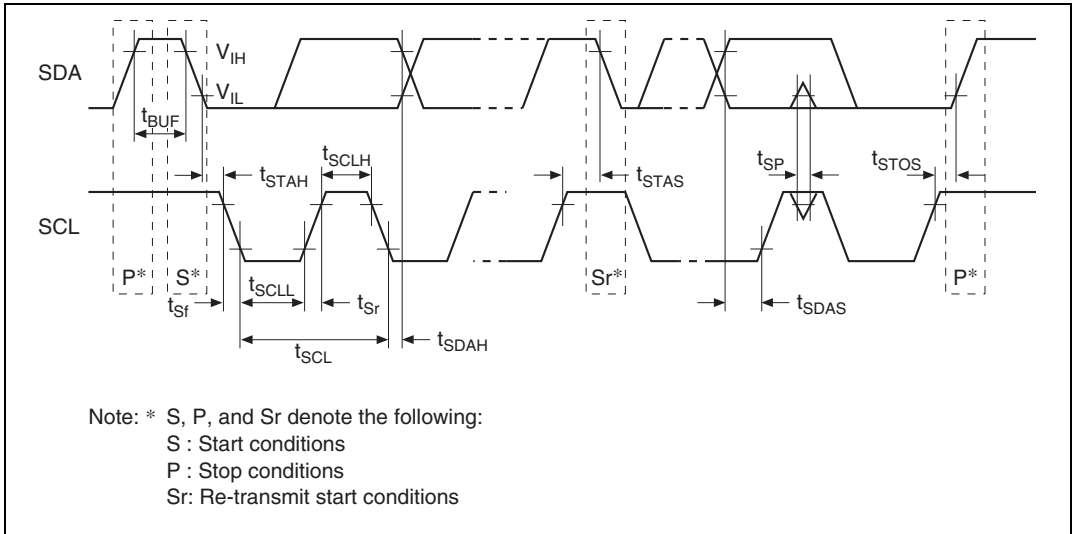 SDA
V_IH
V_IL
t_BUF
t_STAH
t_SCLH
t_STAS
t_SP
t_STOS
SCL
P*
S*
Sr*
P*
t_Sf
t_SCLL
t_Sr
t_SDAS
t_SCL
t_SDAH
Note: * S, P, and Sr denote the following:
S : Start conditions
P : Stop conditions
Sr: Re-transmit start conditions